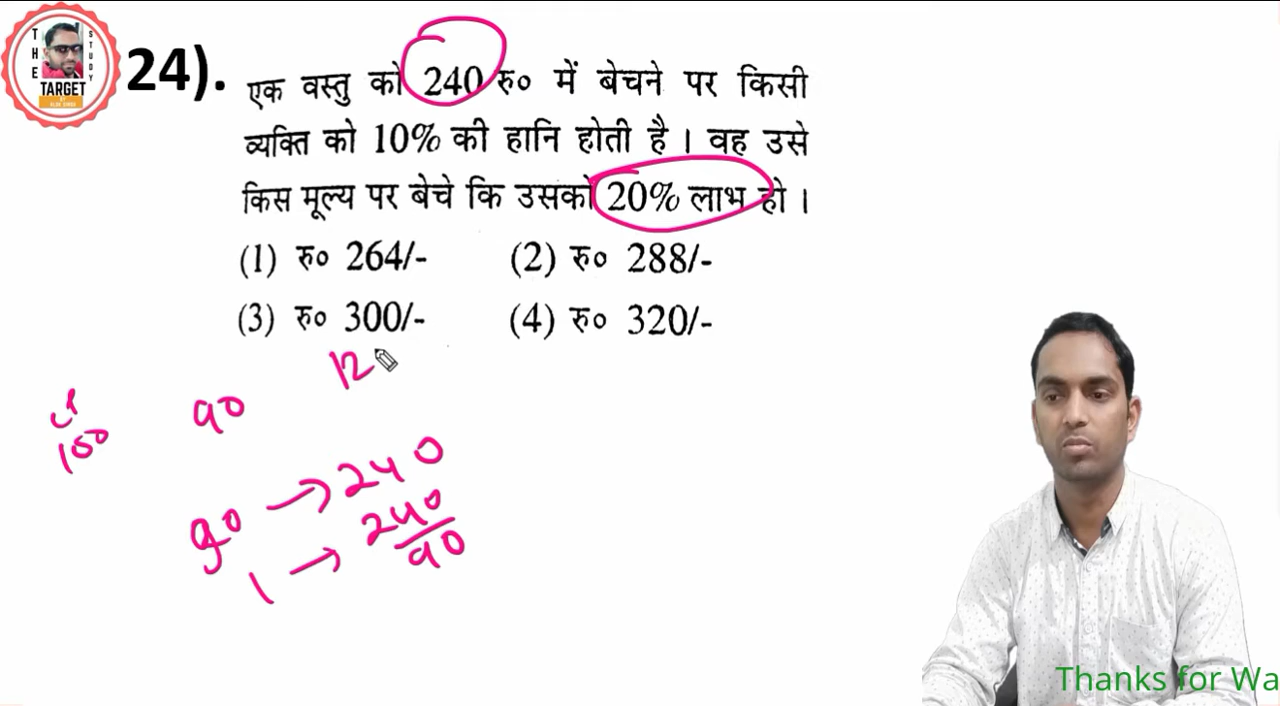 THE
STUDY
TARGET
24).
एक वस्तु को 240 रु० में बेचने पर किसी
व्यक्ति को 10% की हानि होती है । वह उसे
किस मूल्य पर बेचे कि उसको 20% लाभ हो ।
(1) रु० 264/- (2) रु० 288/-
(3) रु० 300/- (4) रु० 320/-
12
CP 90
100
90 → 240
1 → 240/90
Thanks for Wa